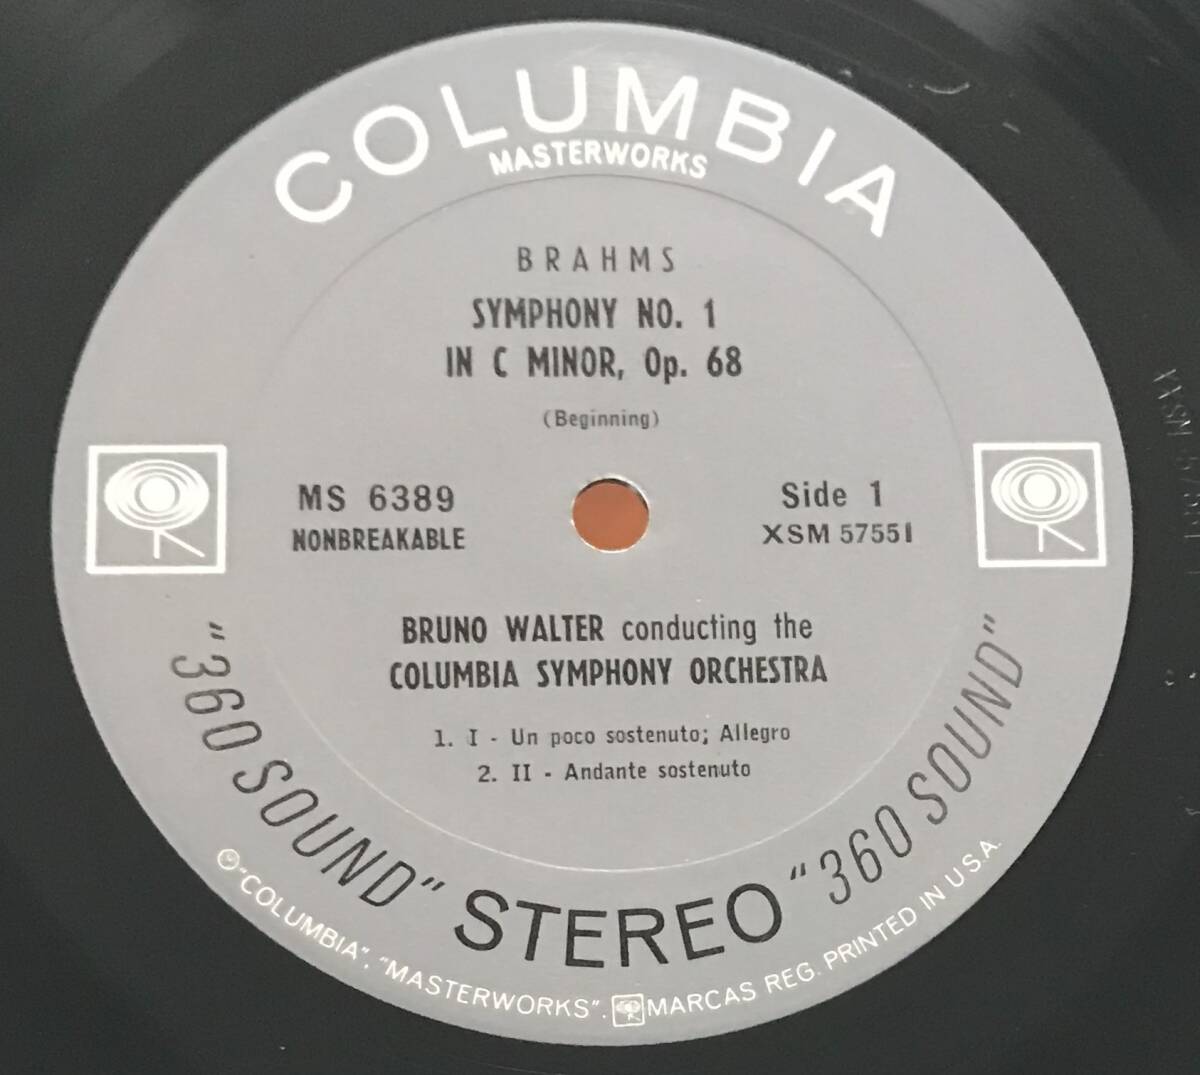 COLUMBIA
MASTERWORKS
BRAHMS
SYMPHONY NO. 1
IN C MINOR, Op. 68
(Beginning)
MS 6389
NONBREAKABLE
Side 1
XSM 57551
BRUNO WALTER conducting the
COLUMBIA SYMPHONY ORCHESTRA
1. I - Un poco sostenuto; Allegro
2. II - Andante sostenuto
"360 SOUND" STEREO "360 SOUND"
"COLUMBIA", "MASTERWORKS", MARCAS REG. PRINTED IN U.S.A.